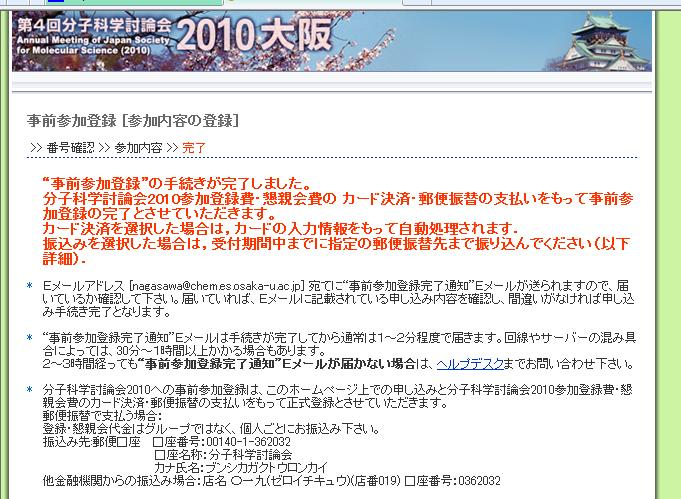 第4回分子科学討論会 2010大阪
Annual Meeting of Japan Society
for Molecular Science (2010)
事前参加登録 [参加内容の登録]
>> 番号確認 >> 参加内容 >> 完了
“事前参加登録”の手続きが完了しました。
分子科学討論会2010参加登録費・懇親会費の カード決済・郵便振替の支払いをもって事前参
加登録の完了とさせていただきます。
カード決済を選択した場合は，カードの入力情報をもって自動処理されます．
振込みを選択した場合は，受付期間中までに指定の郵便振替先まで振り込んでください（以下
詳細）．
* Eメールアドレス [nagasawa@chem.es.osaka-u.ac.jp] 宛てに“事前参加登録完了通知”Eメールが送られますので、届
いているか確認して下さい。届いていれば、Eメールに記載されている申し込み内容を確認し、間違いがなければ申し込
み手続き完了となります。
* “事前参加登録完了通知”Eメールは手続きが完了してから通常は1～2分程度で届きます。回線やサーバーの混み具
合によっては、30分～1時間以上かかる場合もあります。
2～3時間経っても“事前参加登録完了通知”Eメールが届かない場合は、ヘルプデスクまでお問い合わせ下さい。
* 分子科学討論会2010への事前参加登録は、このホームページ上での申し込みと分子科学討論会2010参加登録費・懇
親会費のカード決済・郵便振替の支払いをもって正式登録とさせていただきます。
郵便振替で支払う場合：
登録・懇親会代金はグループではなく、個人ごとにお振込み下さい。
振込み先:郵便口座 口座番号：00140-1-362032
口座名称：分子科学討論会
カナ氏名：ブンシカガクトウロンカイ
他金融機関からの振込み場合：店名 〇一九(ゼロイチキュウ)(店番019) 口座番号：0362032